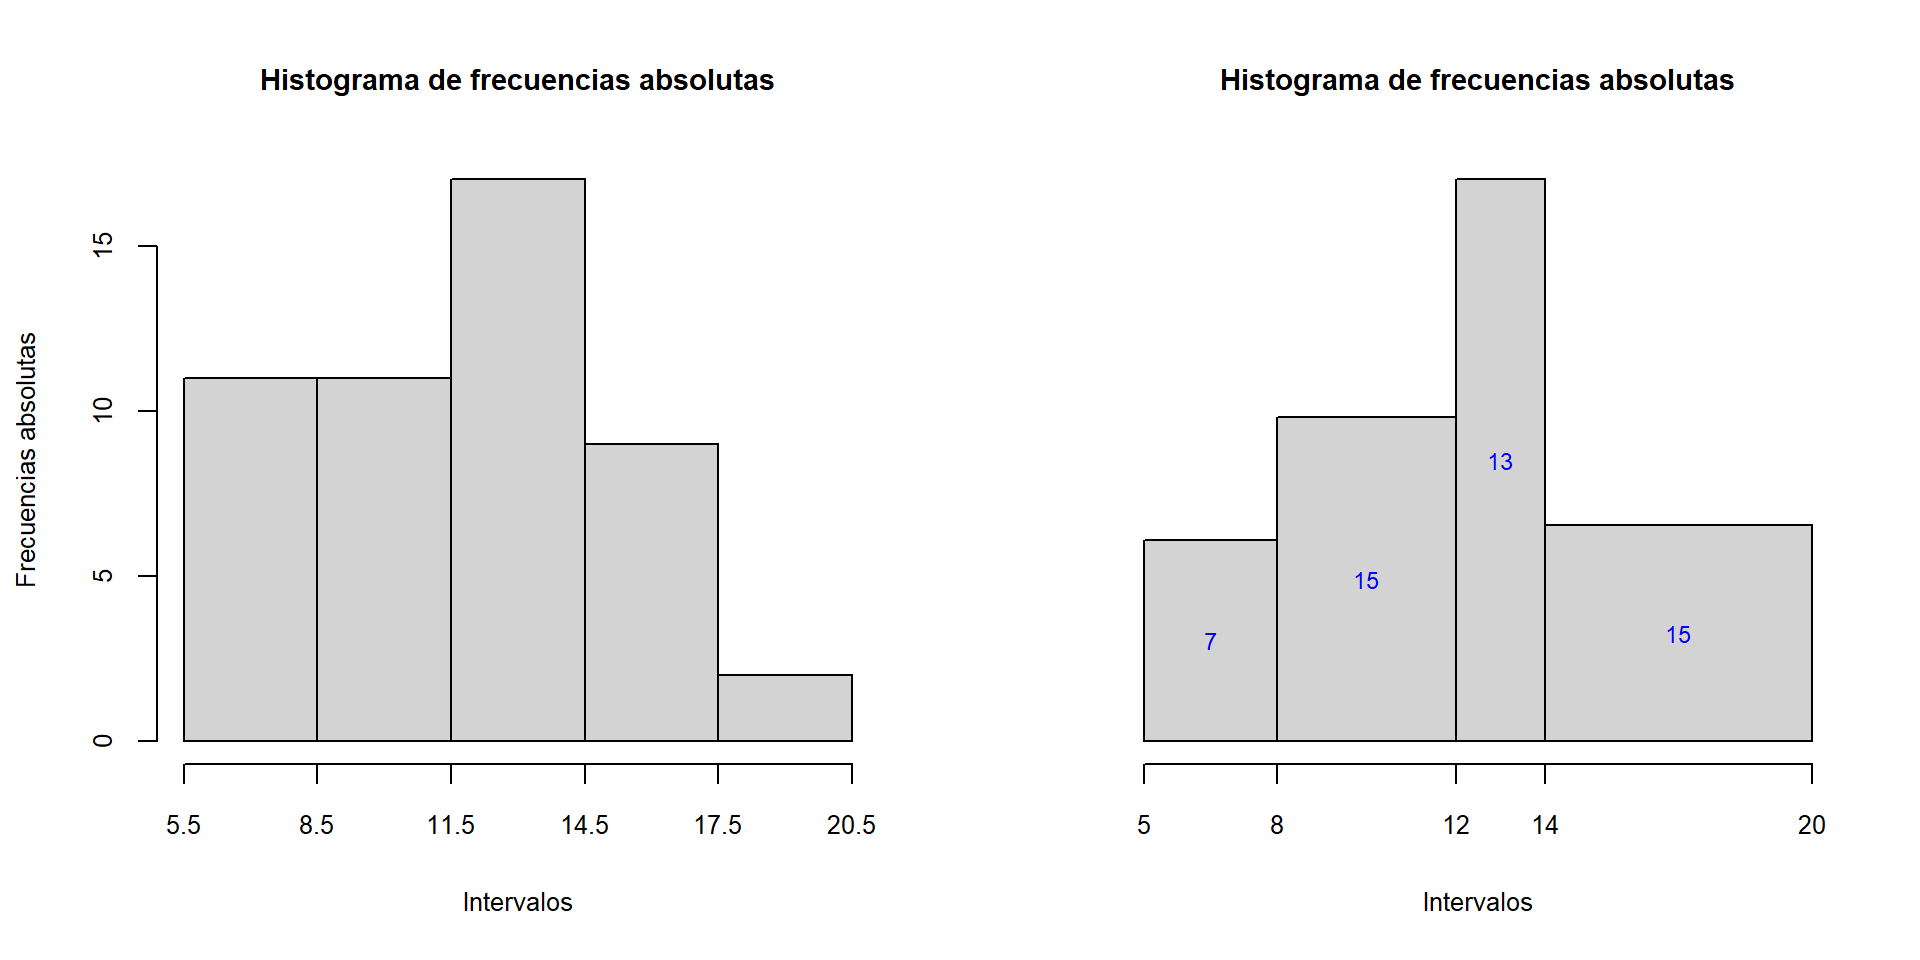 Histograma de frecuencias absolutas
Frecuencias absolutas
15
10
5
0
5.5 8.5 11.5 14.5 17.5 20.5
Intervalos
Histograma de frecuencias absolutas
7
15
13
15
5 8 12 14 20
Intervalos